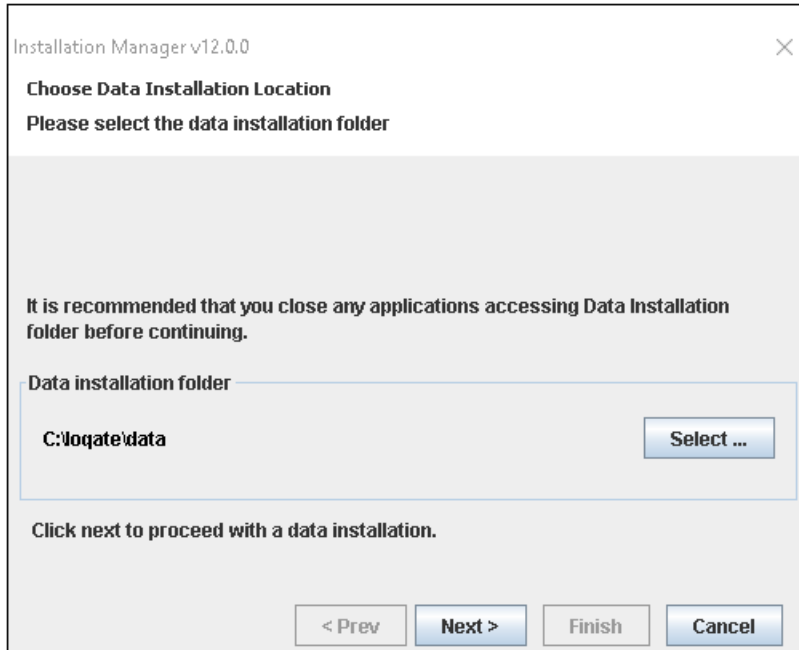 Installation Manager v12.0.0
Choose Data Installation Location
Please select the data installation folder
It is recommended that you close any applications accessing Data Installation
folder before continuing.
Data installation folder
C:\loqate\data
Select ...
Click next to proceed with a data installation.
< Prev
Next >
Finish
Cancel